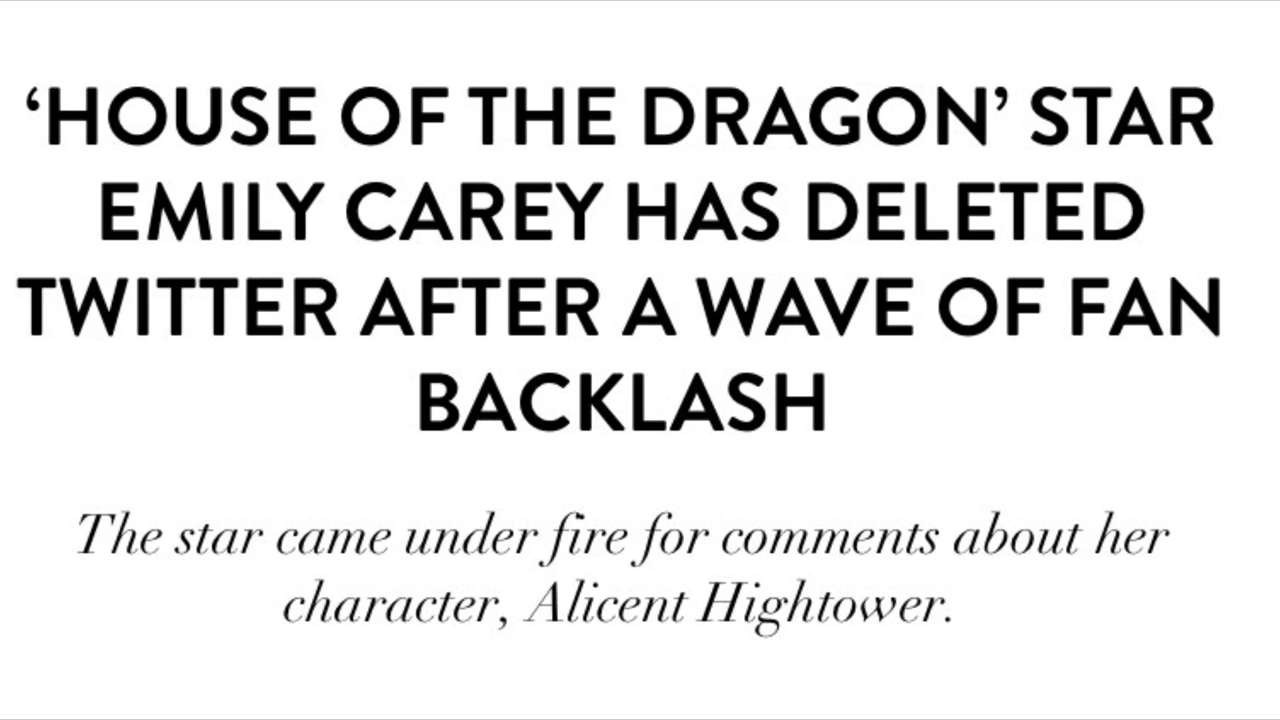 ‘HOUSE OF THE DRAGON’ STAR
EMILY CAREY HAS DELETED
TWITTER AFTER A WAVE OF FAN
BACKLASH
The star came under fire for comments about her
character, Alicent Hightower.